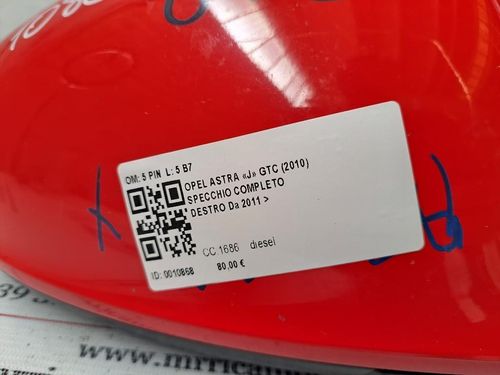 OM: 5 PIN L: 5 B7
OPEL ASTRA «J» GTC (2010)
SPECCHIO COMPLETO
DESTRO Da 2011 >
CC 1686 diesel
ID: 0010868
80,00 €
www.mrricam